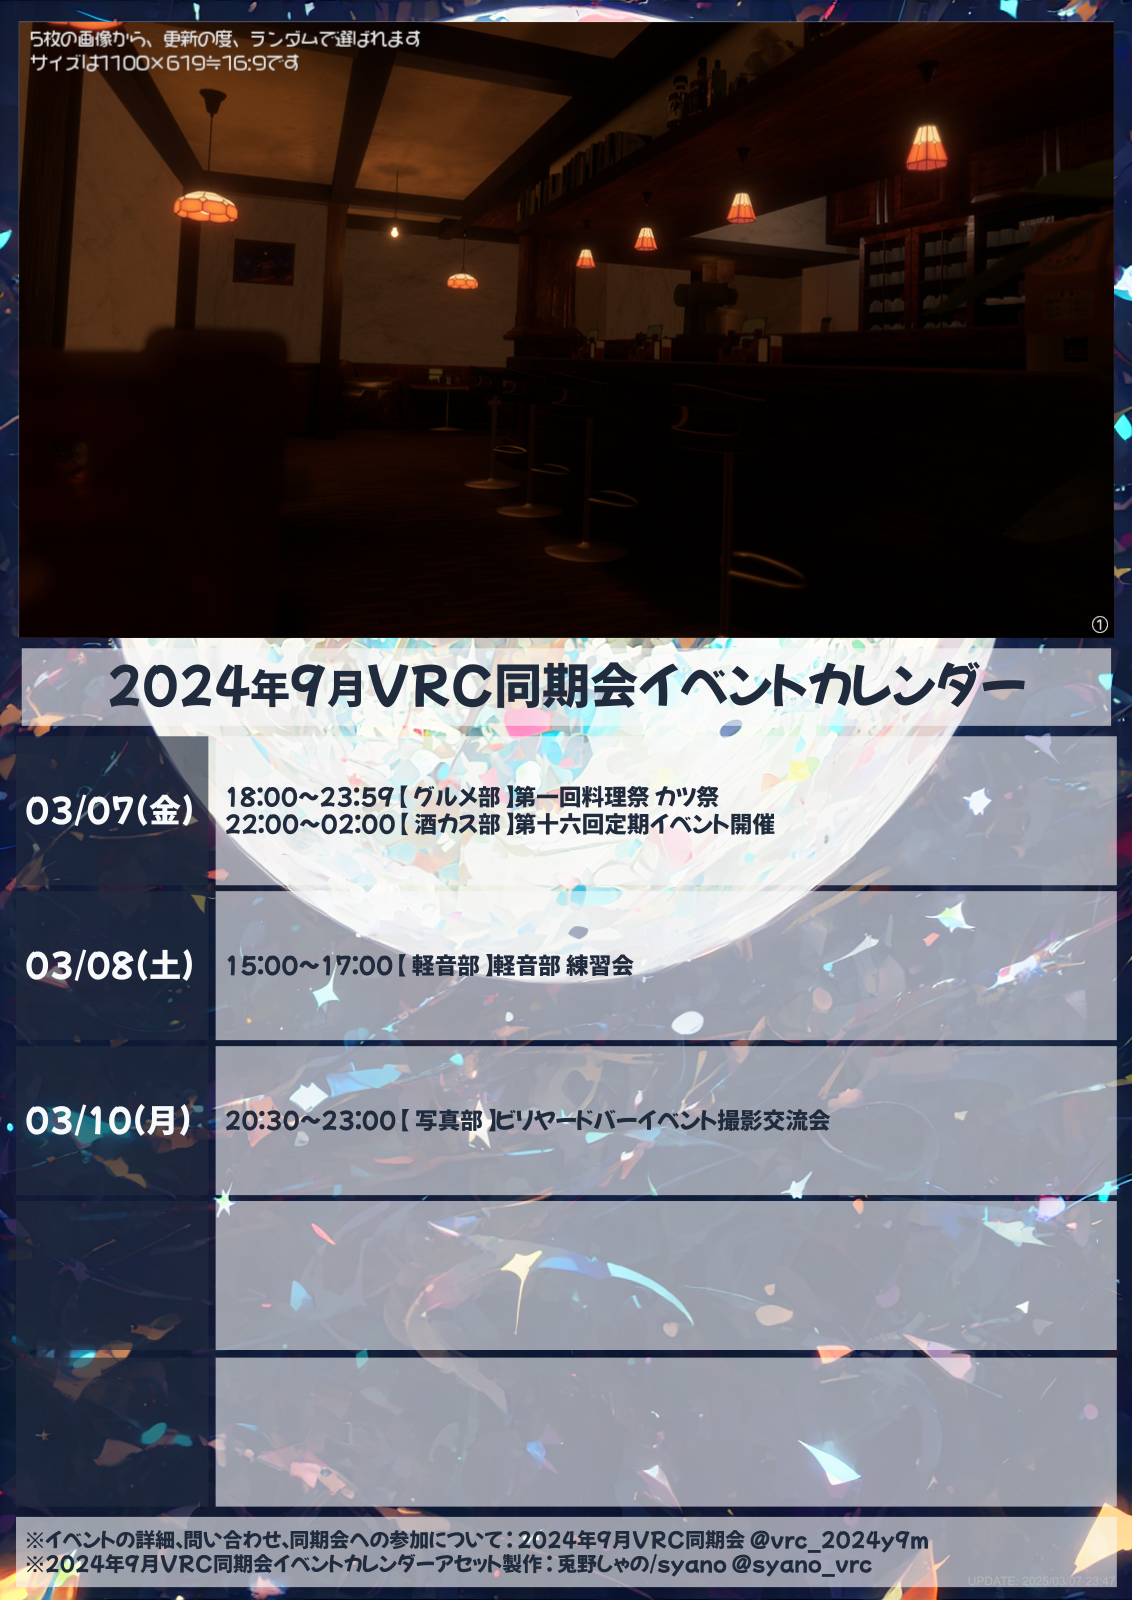 5枚の画像から、更新の度、ランダムで選ばれます
サイズは1100×619≒16:9です
①
2024年9月VRC同期会イベントカレンダー
03/07(金)
18:00～23:59【 グルメ部 】第一回料理祭 カツ祭
22:00～02:00【 酒カス部 】第十六回定期イベント開催
03/08(土)
15:00～17:00【 軽音部 】軽音部 練習会
03/10(月)
20:30～23:00【 写真部 】ビリヤードバーイベント撮影交流会
※イベントの詳細、問い合わせ、同期会への参加について：2024年9月VRC同期会 @vrc_2024y9m
※2024年9月VRC同期会イベントカレンダーアセット製作：兎野しゃの/syano @syano_vrc
UPDATE: 2025/03/07 23:47